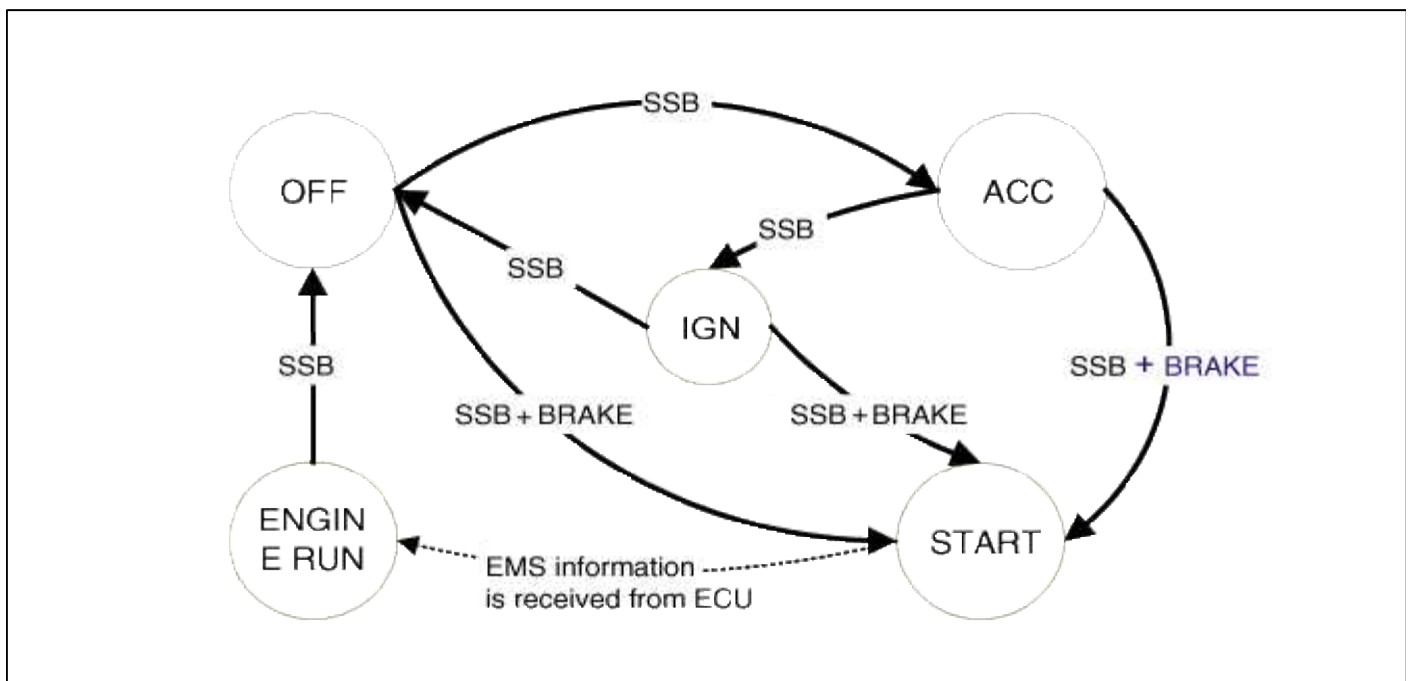 SSB
OFF
ACC
SSB
SSB
IGN
SSB
SSB + BRAKE
SSB + BRAKE
SSB + BRAKE
ENGIN
E RUN
START
EMS information
is received from ECU